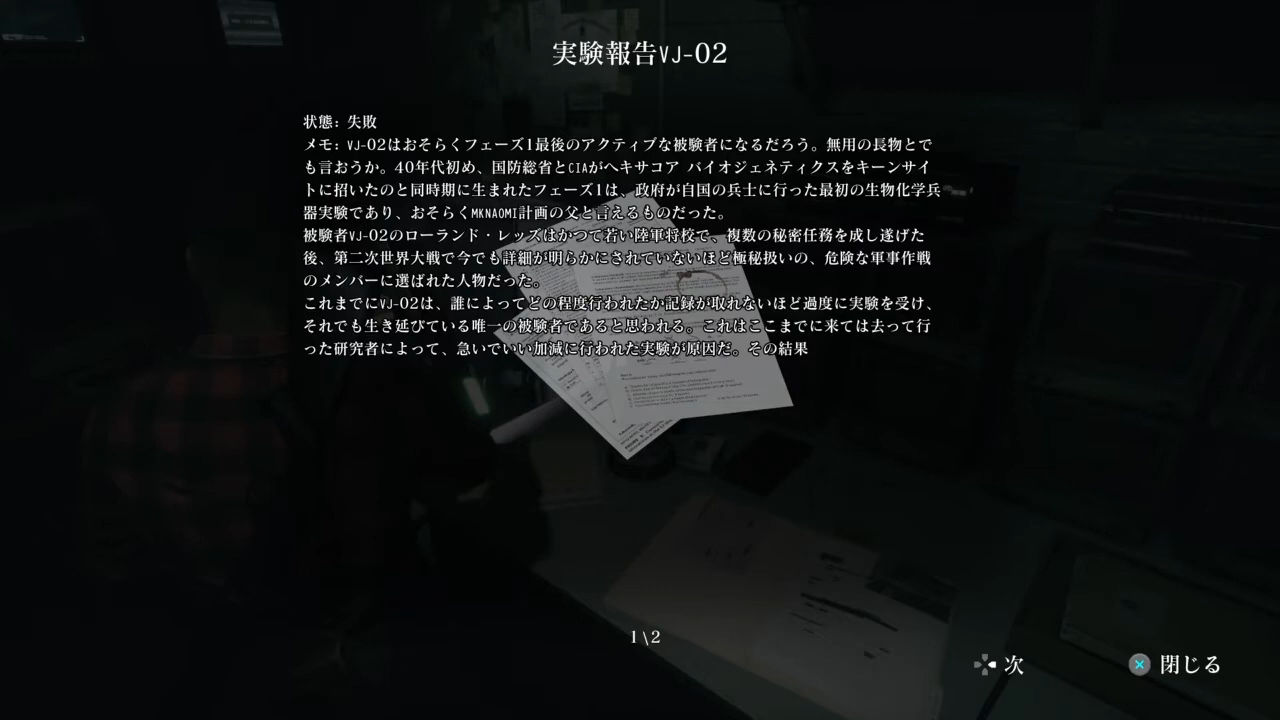 実験報告VJ-02
状態: 失敗
メモ: VJ-02はおそらくフェーズ1最後のアクティブな被験者になるだろう。無用の長物とで
も言おうか。40年代初め、国防総省とCIAがヘキサコア バイオジェネティクスをキーンサイ
トに招いたのと同時期に生まれたフェーズ1は、政府が自国の兵士に行った最初の生物化学兵
器実験であり、おそらくMKNAOMI計画の父と言えるものだった。
被験者VJ-02のローランド・レッズはかつて若い陸軍将校で、複数の秘密任務を成し遂げた
後、第二次世界大戦で今でも詳細が明らかにされていないほど極秘扱いの、危険な軍事作戦
のメンバーに選ばれた人物だった。
これまでにVJ-02は、誰によってどの程度行われたか記録が取れないほど過度に実験を受け、
それでも生き延びている唯一の被験者であると思われる。これはここまでに来ては去って行
った研究者によって、急いでいい加減に行われた実験が原因だ。その結果
1\2
次
閉じる